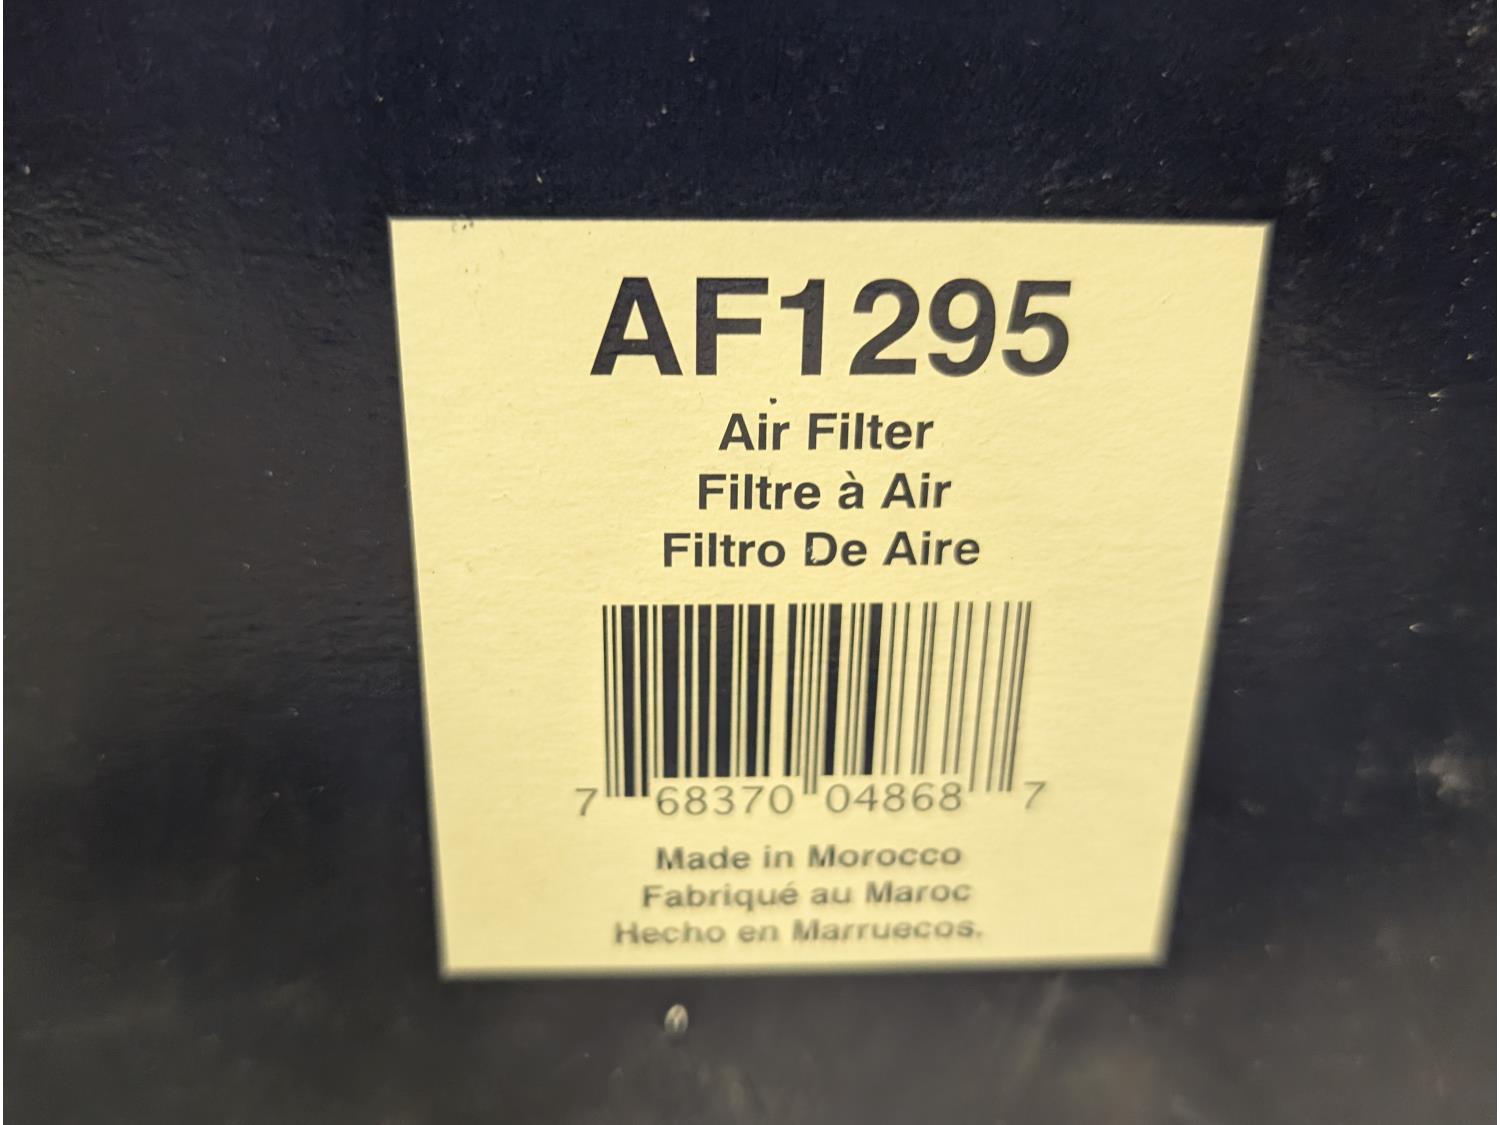 AF1295
Air Filter
Filtre à Air
Filtro De Aire
7 68370 04868 7
Made in Morocco
Fabriqué au Maroc
Hecho en Marruecos.